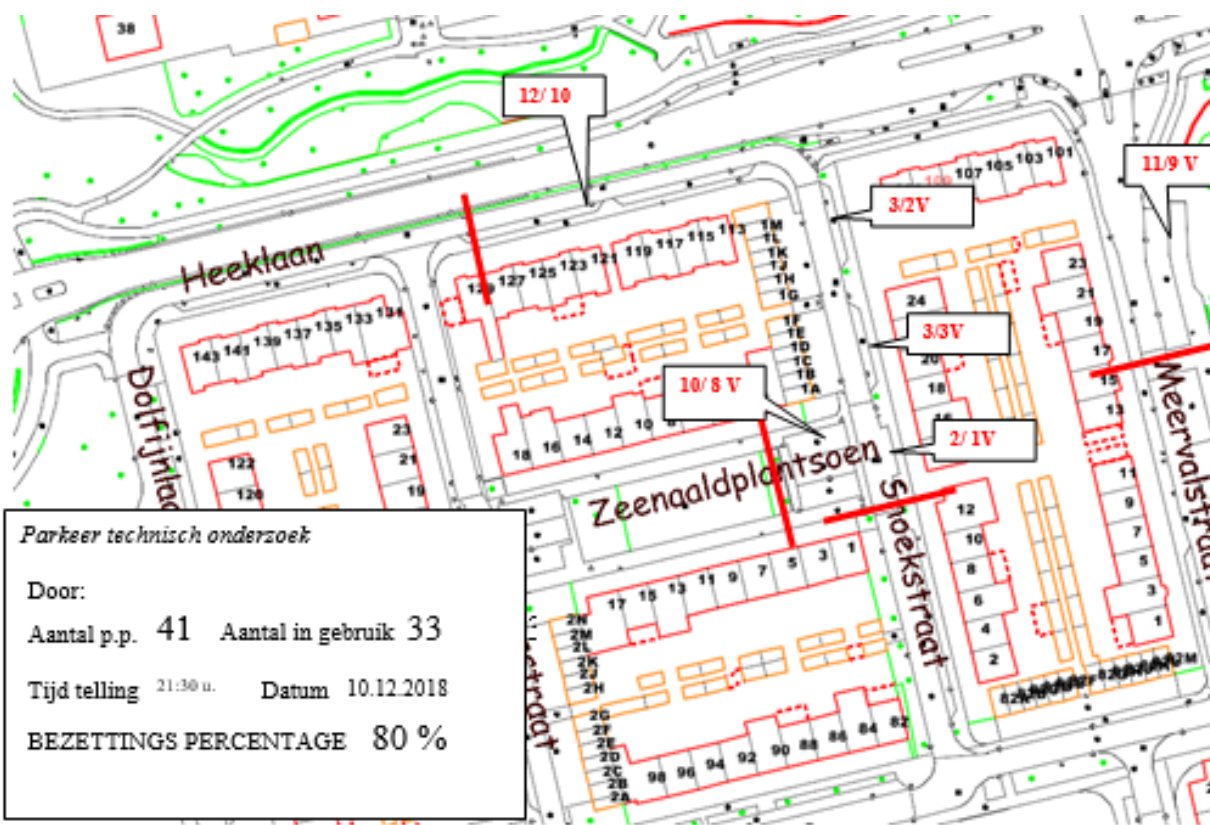 38
12/ 10
11/9 V
3/2V
3/3V
10/ 8 V
2/ 1V
Heeklaan
Zeengaldplantsoen
Snoekstraat
Meervalstraat
107 105 103 101
129 127 125 123 121 119 117 115 113
1M
1L
1K
1J
1H
1G
1F
1E
1D
1C
1B
1A
143 141 139 137 135 133 131
23
21
19
17
15
13
11
9
7
5
3
1
24
20
18
16
12
10
8
6
4
2
18 16 14 12 10 8
122
120
23
21
19
17 15 13 11 9 7 5 3 1
2N
2M
2L
2K
2J
2H
2G
2F
2E
2D
2C
2B
2A
98 96 94 92 90 88 86 84 82
Parkeer technisch onderzoek
Door:
Aantal p.p. 41 Aantal in gebruik 33
Tijd telling 21:30 u. Datum 10.12.2018
BEZETTINGS PERCENTAGE 80 %